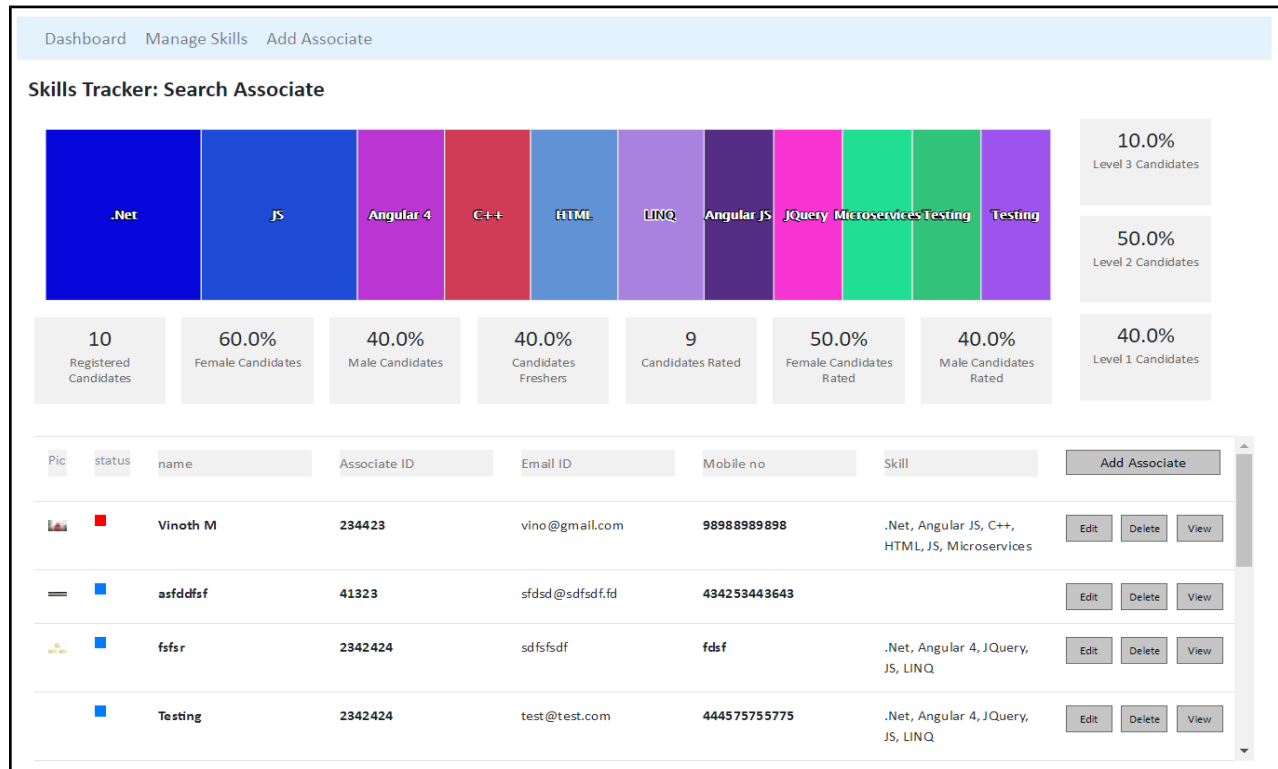 Dashboard Manage Skills Add Associate
Skills Tracker: Search Associate
.Net JS Angular 4 C++ HTML LINQ Angular JS JQuery Microservices Testing Testing
10.0%
Level 3 Candidates
50.0%
Level 2 Candidates
40.0%
Level 1 Candidates
10
Registered
Candidates
60.0%
Female Candidates
40.0%
Male Candidates
40.0%
Candidates
Freshers
9
Candidates Rated
50.0%
Female Candidates
Rated
40.0%
Male Candidates
Rated
Pic status name Associate ID Email ID Mobile no Skill Add Associate
Vinoth M 234423 vino@gmail.com 98988989898 .Net, Angular JS, C++, Edit Delete View
HTML, JS, Microservices
asfddfsf 41323 sfdsd@sdfsdf.fd 434253443643 Edit Delete View
fsfsr 2342424 sdfsfsdf fdsf .Net, Angular 4, JQuery, Edit Delete View
JS, LINQ
Testing 2342424 test@test.com 444575755775 .Net, Angular 4, JQuery, Edit Delete View
JS, LINQ